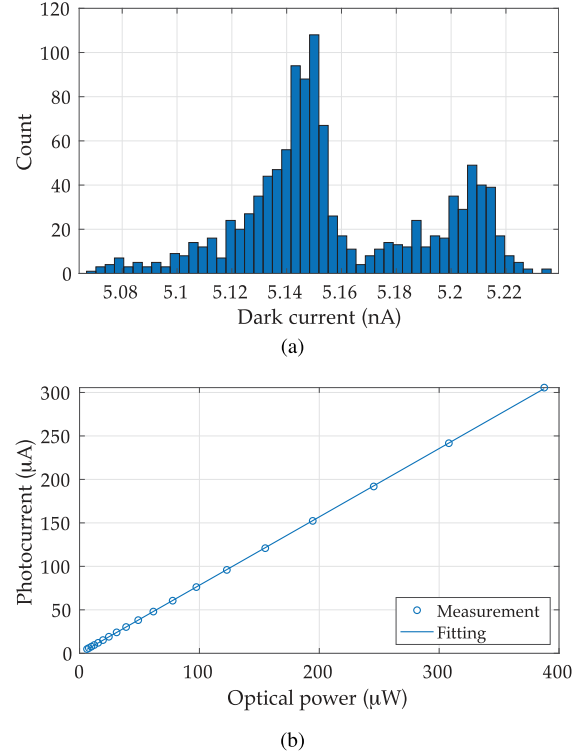 120
100
80
60
40
20
0
Count
5.08 5.1 5.12 5.14 5.16 5.18 5.2 5.22
Dark current (nA)
(a)
300
250
200
150
100
50
0
Photocurrent (µA)
Measurement
Fitting
0 100 200 300 400
Optical power (µW)
(b)